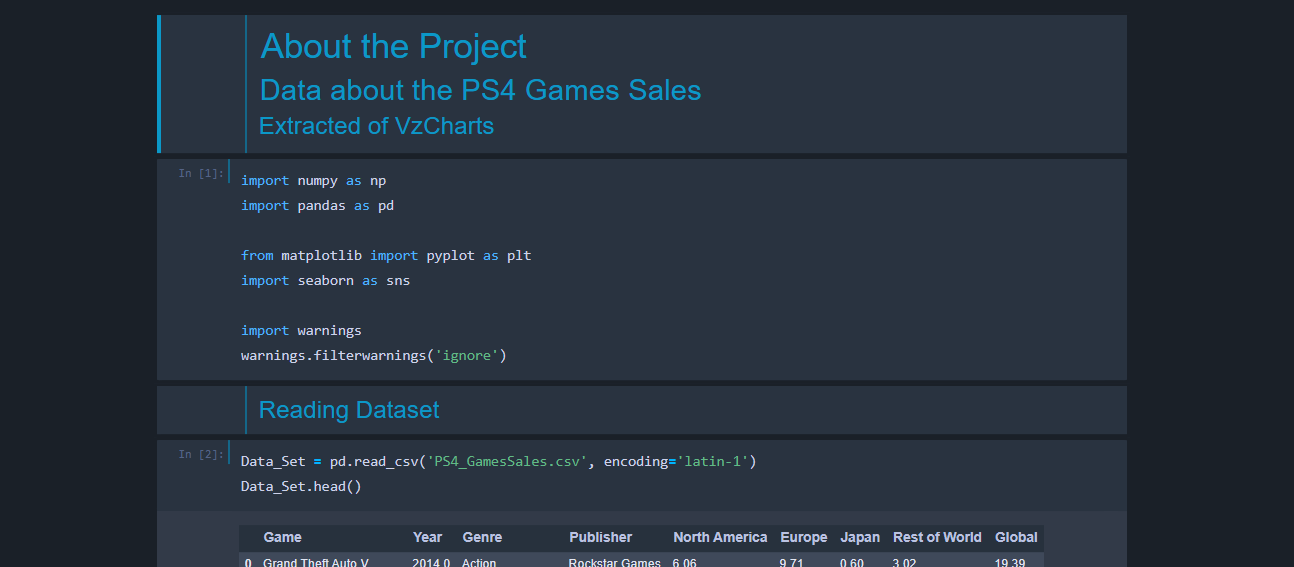 About the Project
Data about the PS4 Games Sales
Extracted of VzCharts
In [1]:
import numpy as np
import pandas as pd
from matplotlib import pyplot as plt
import seaborn as sns
import warnings
warnings.filterwarnings('ignore')
Reading Dataset
In [2]:
Data_Set = pd.read_csv('PS4_GamesSales.csv', encoding='latin-1')
Data_Set.head()
Game Year Genre Publisher North America Europe Japan Rest of World Global
0 Grand Theft Auto V 2014.0 Action Rockstar Games 6.06 9.71 0.60 3.02 19.39